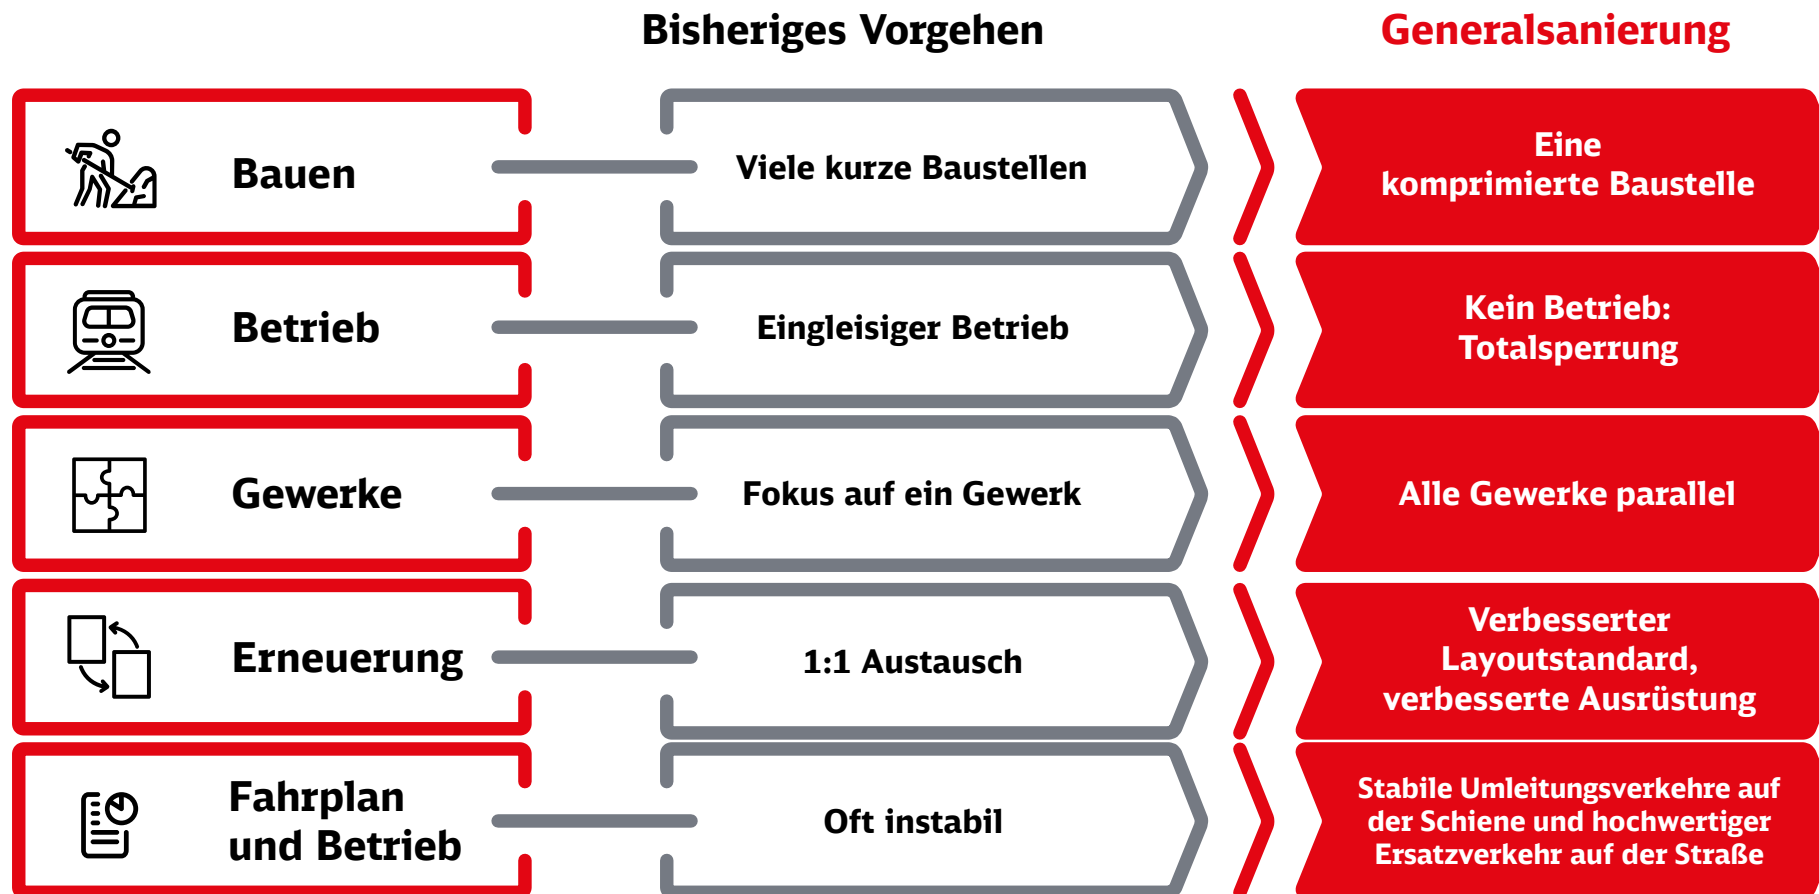 Bisheriges Vorgehen
Generalsanierung
Bauen
Viele kurze Baustellen
Eine
komprimierte Baustelle
Betrieb
Eingleisiger Betrieb
Kein Betrieb:
Totalsperrung
Gewerke
Fokus auf ein Gewerk
Alle Gewerke parallel
Erneuerung
1:1 Austausch
Verbesserter
Layoutstandard,
verbesserte Ausrüstung
Fahrplan
und Betrieb
Oft instabil
Stabile Umleitungsverkehre auf
der Schiene und hochwertiger
Ersatzverkehr auf der Straße